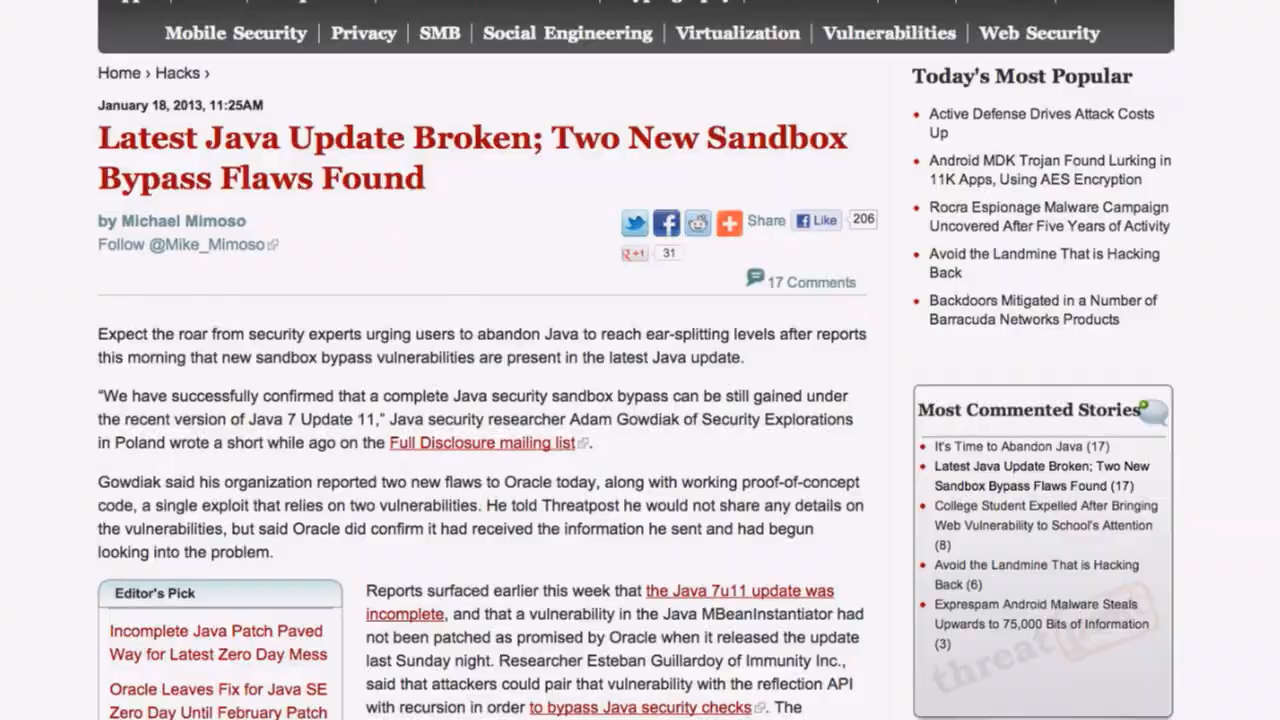 Mobile Security | Privacy | SMB | Social Engineering | Virtualization | Vulnerabilities | Web Security
Home › Hacks ›
January 18, 2013, 11:25AM
Latest Java Update Broken; Two New Sandbox
Bypass Flaws Found
by Michael Mimoso
Follow @Mike_Mimoso
Share
Like
206
+1
31
17 Comments
Expect the roar from security experts urging users to abandon Java to reach ear-splitting levels after reports
this morning that new sandbox bypass vulnerabilities are present in the latest Java update.
“We have successfully confirmed that a complete Java security sandbox bypass can be still gained under
the recent version of Java 7 Update 11,” Java security researcher Adam Gowdiak of Security Explorations
in Poland wrote a short while ago on the Full Disclosure mailing list.
Gowdiak said his organization reported two new flaws to Oracle today, along with working proof-of-concept
code, a single exploit that relies on two vulnerabilities. He told Threatpost he would not share any details on
the vulnerabilities, but said Oracle did confirm it had received the information he sent and had begun
looking into the problem.
Editor's Pick
Incomplete Java Patch Paved
Way for Latest Zero Day Mess
Oracle Leaves Fix for Java SE
Zero Day Until February Patch
Reports surfaced earlier this week that the Java 7u11 update was
incomplete, and that a vulnerability in the Java MBeanInstantiator had
not been patched as promised by Oracle when it released the update
last Sunday night. Researcher Esteban Guillardoy of Immunity Inc.,
said that attackers could pair that vulnerability with the reflection API
with recursion in order to bypass Java security checks. The
Today's Most Popular
Active Defense Drives Attack Costs
Up
Android MDK Trojan Found Lurking in
11K Apps, Using AES Encryption
Rocra Espionage Malware Campaign
Uncovered After Five Years of Activity
Avoid the Landmine That is Hacking
Back
Backdoors Mitigated in a Number of
Barracuda Networks Products
Most Commented Stories
It's Time to Abandon Java (17)
Latest Java Update Broken; Two New
Sandbox Bypass Flaws Found (17)
College Student Expelled After Bringing
Web Vulnerability to School's Attention
(8)
Avoid the Landmine That is Hacking
Back (6)
Exprespam Android Malware Steals
Upwards to 75,000 Bits of Information
(3)
threat